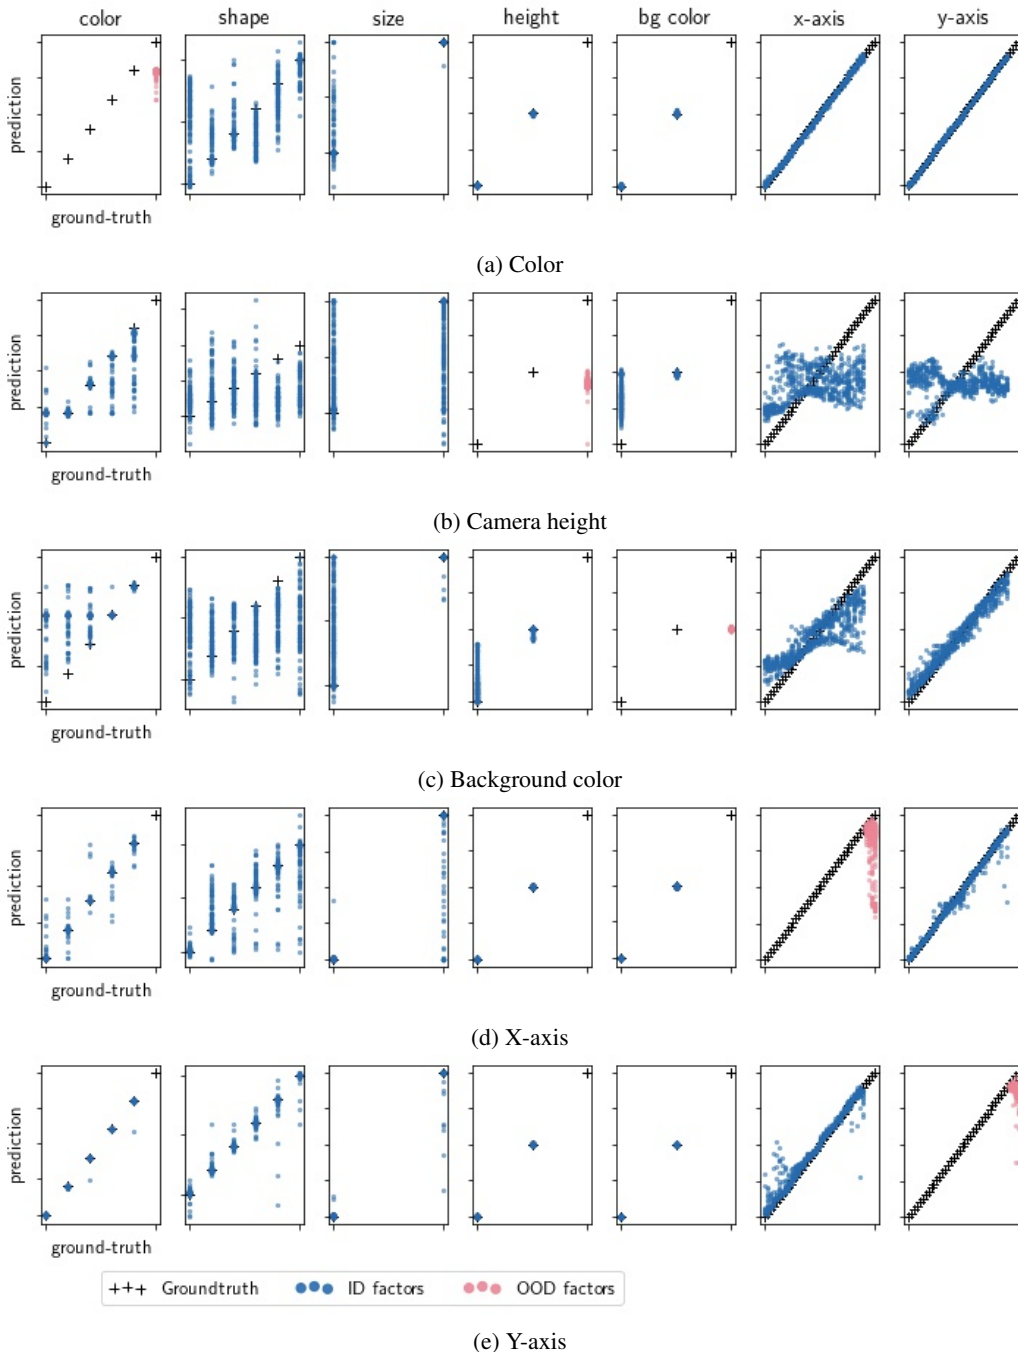 color shape size height bg color x-axis y-axis
prediction
ground-truth
(a) Color
prediction
ground-truth
(b) Camera height
prediction
ground-truth
(c) Background color
prediction
ground-truth
(d) X-axis
prediction
ground-truth
Groundtruth ID factors OOD factors
(e) Y-axis